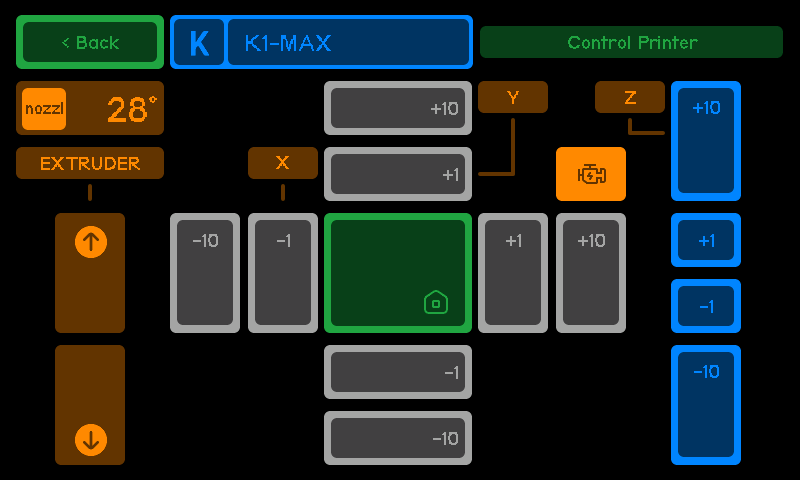 < Back
K
K1-MAX
Control Printer
nozzl
28°
+10
Y
Z
+10
EXTRUDER
X
+1
-10
-1
+1
+10
+1
-1
-1
-10
-10